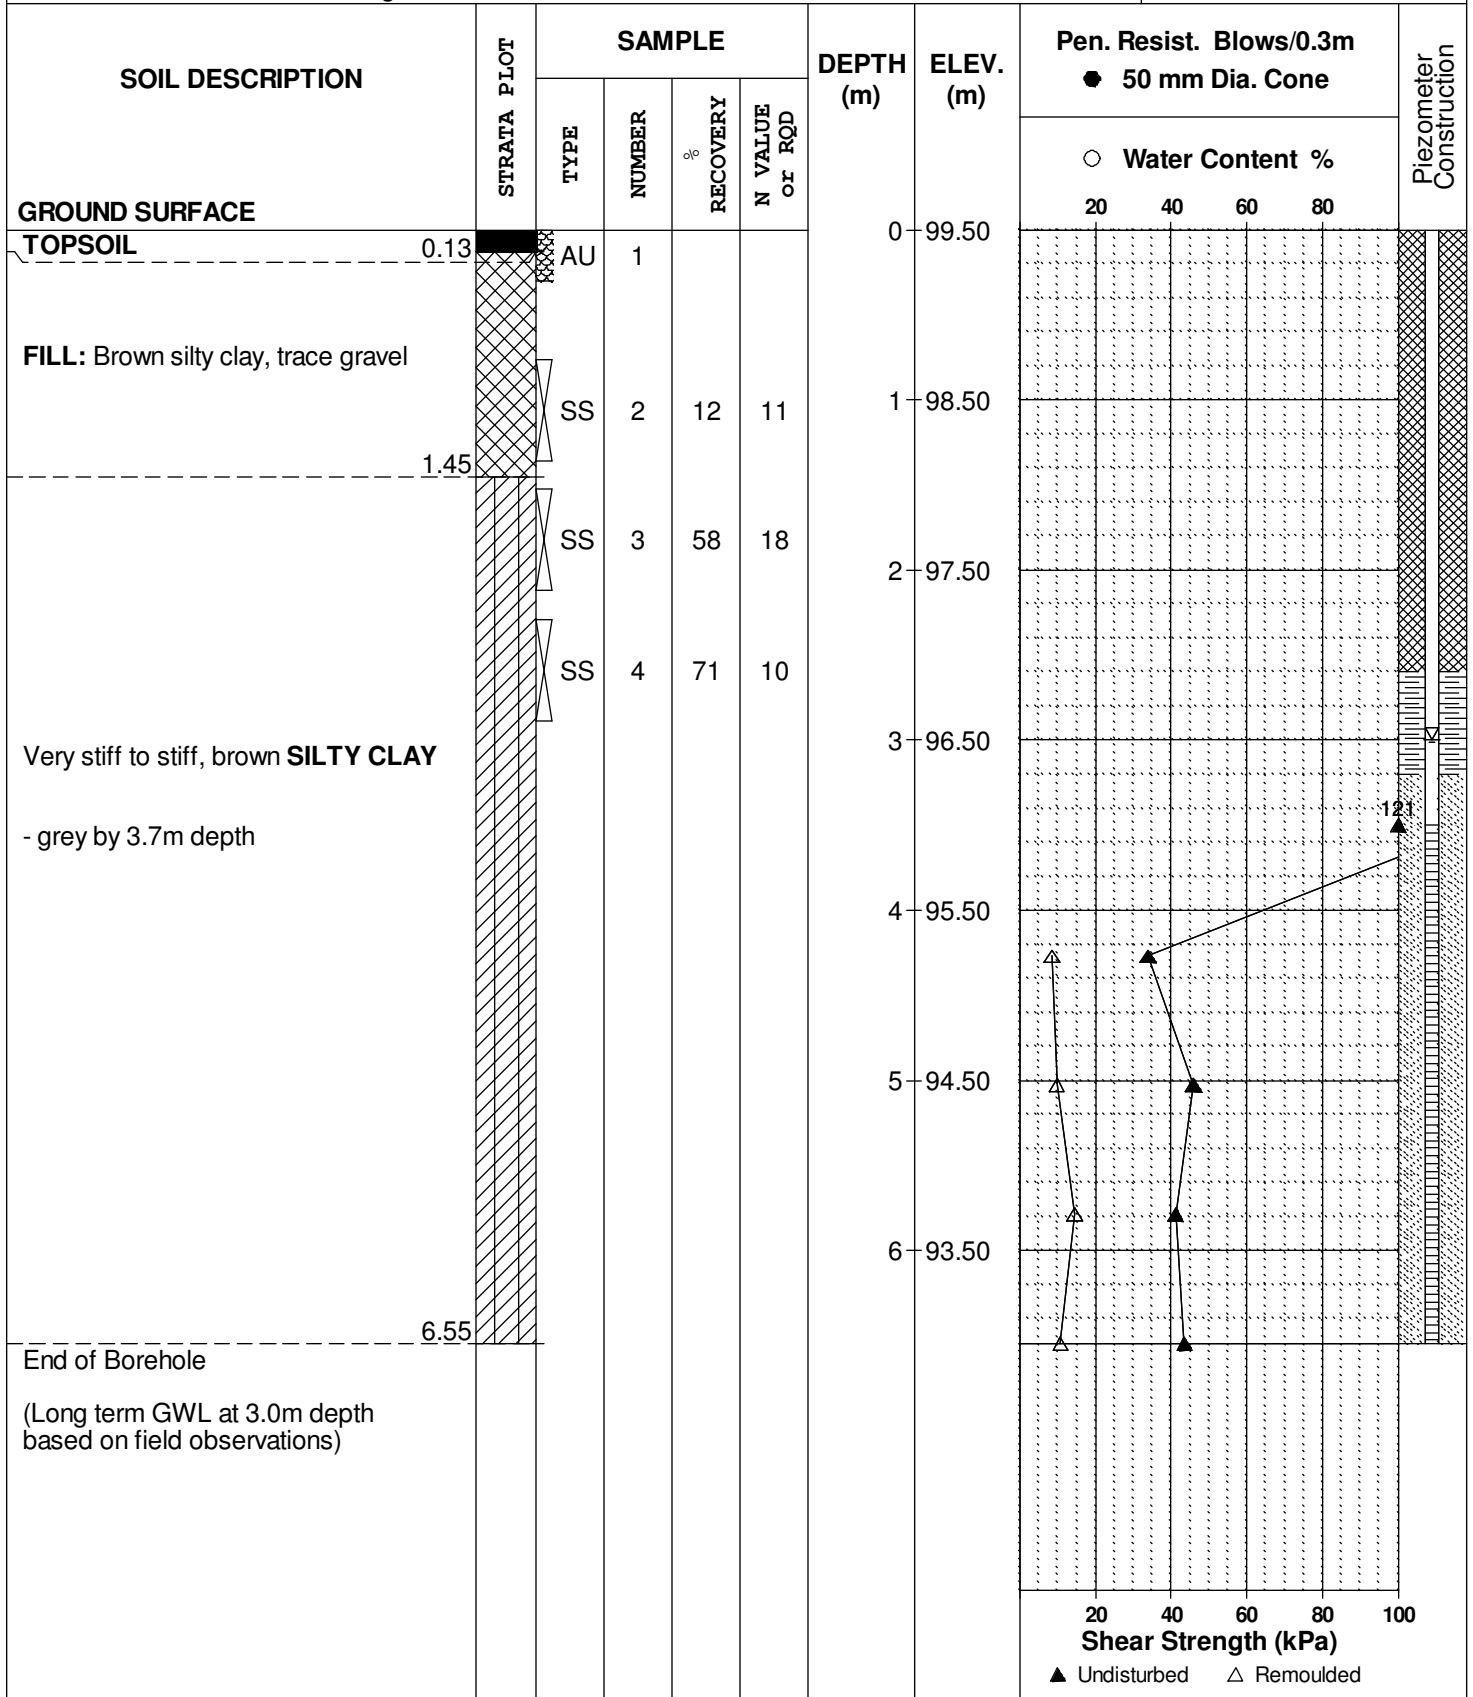 SOIL DESCRIPTION
GROUND SURFACE
STRATA PLOT
SAMPLE
TYPE
NUMBER
%
RECOVERY
N VALUE
or RQD
DEPTH
(m)
ELEV.
(m)
Pen. Resist. Blows/0.3m
● 50 mm Dia. Cone
○ Water Content %
20 40 60 80
Piezometer
Construction
TOPSOIL 0.13
AU 1
0 99.50
FILL: Brown silty clay, trace gravel
SS 2 12 11
1 98.50
1.45
SS 3 58 18
2 97.50
SS 4 71 10
3 96.50
Very stiff to stiff, brown SILTY CLAY
121
- grey by 3.7m depth
4 95.50
5 94.50
6 93.50
6.55
End of Borehole
(Long term GWL at 3.0m depth
based on field observations)
20 40 60 80 100
Shear Strength (kPa)
▲ Undisturbed △ Remoulded